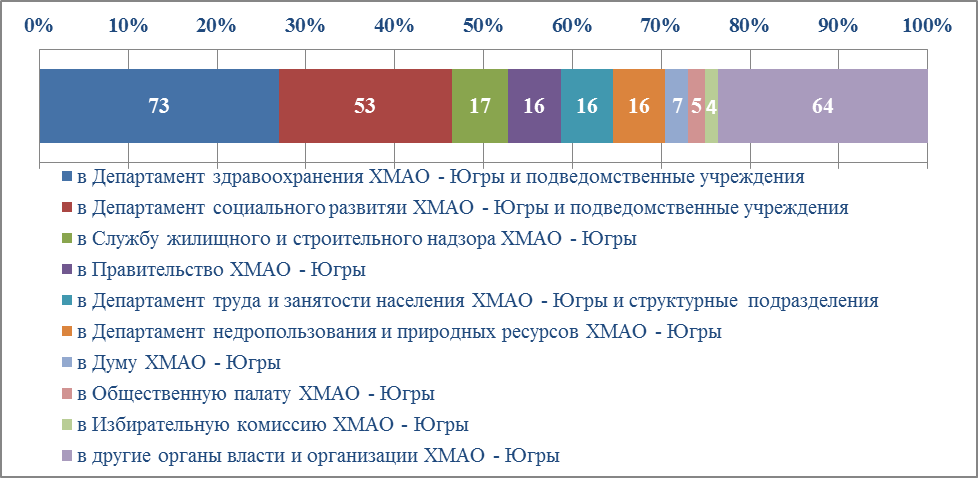 0% 10% 20% 30% 40% 50% 60% 70% 80% 90% 100%
73 53 17 16 16 16 7 5 4 64
в Департамент здравоохранения ХМАО - Югры и подведомственные учреждения
в Департамент социального развитяи ХМАО - Югры и подведомственные учреждения
в Службу жилищного и строительного надзора ХМАО - Югры
в Правительство ХМАО - Югры
в Департамент труда и занятости населения ХМАО - Югры и структурные подразделения
в Департамент недропользования и природных ресурсов ХМАО - Югры
в Думу ХМАО - Югры
в Общественную палату ХМАО - Югры
в Избирательную комиссию ХМАО - Югры
в другие органы власти и организации ХМАО - Югры